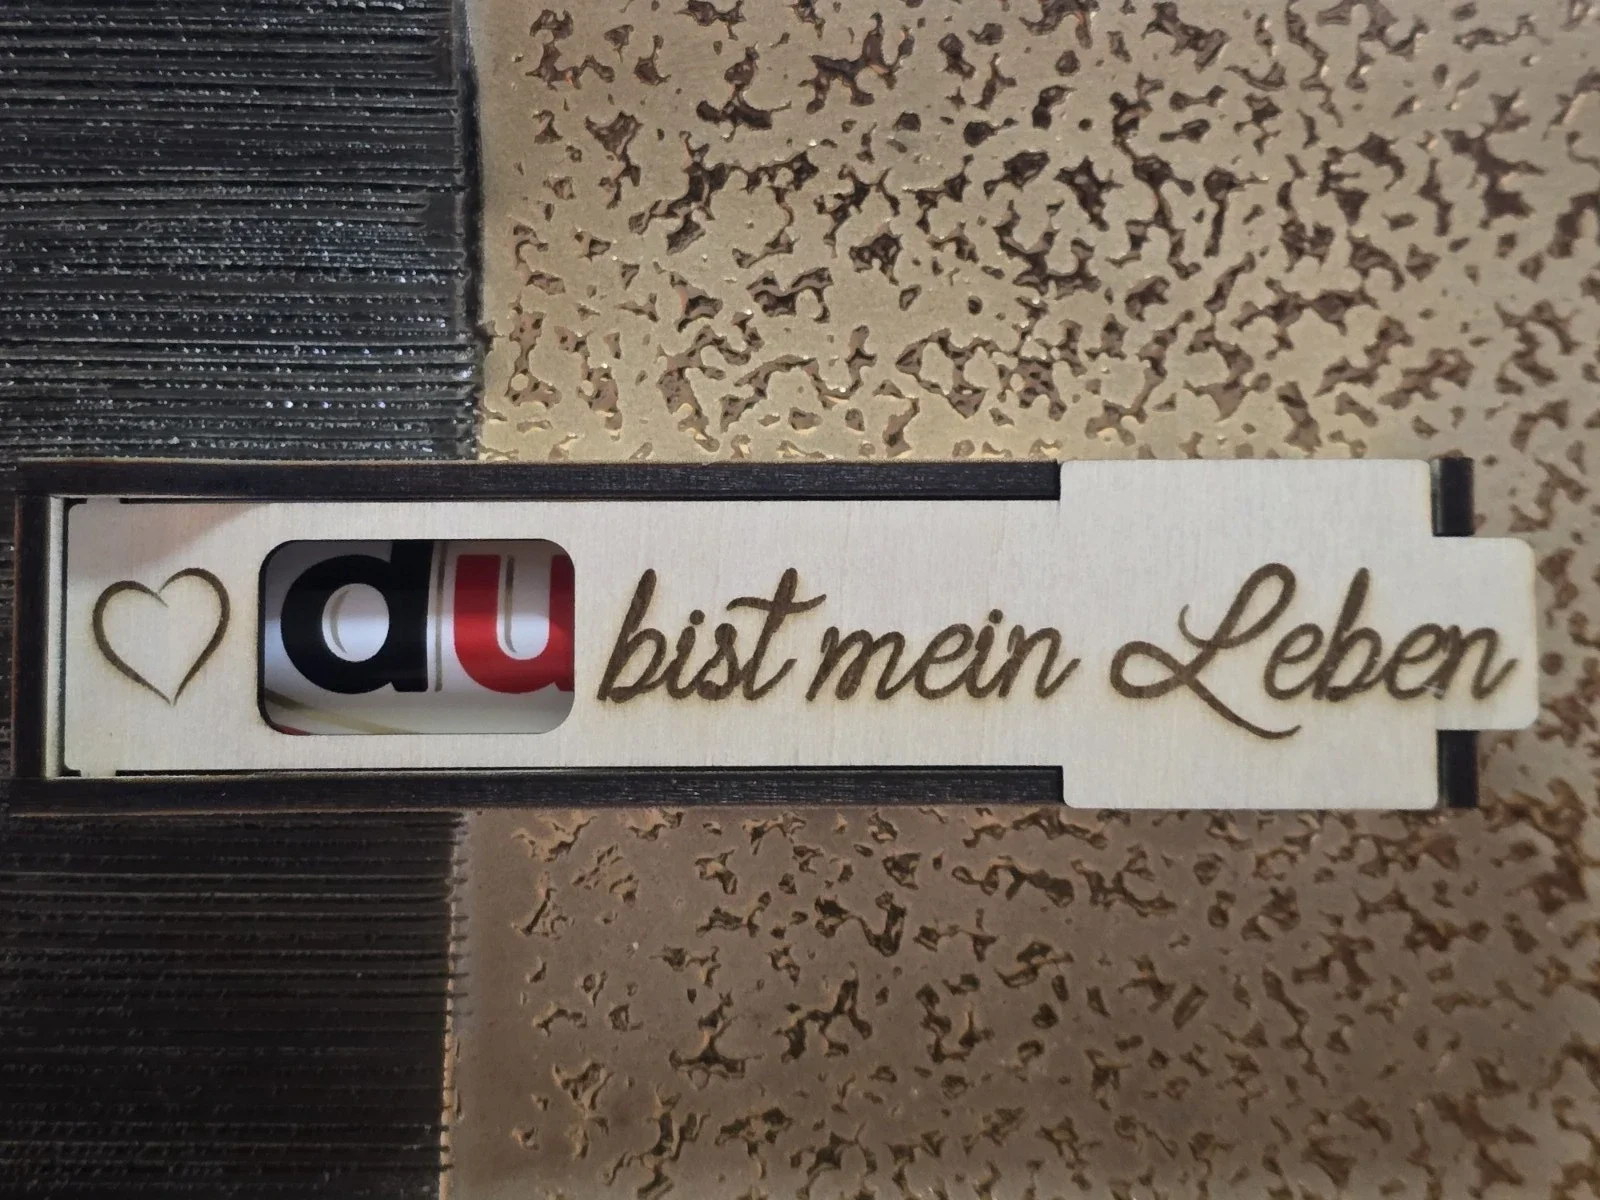 du bist mein Leben